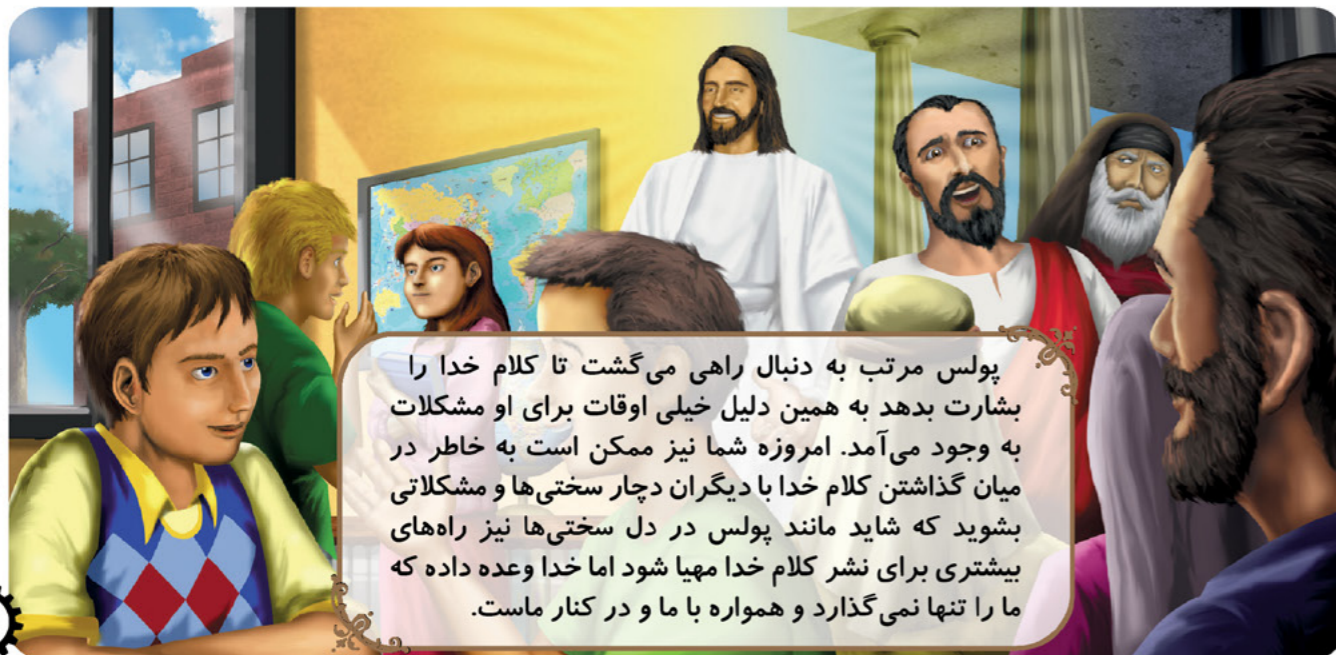 پولس مرتب به دنبال راهی می‌گشت تا کلام خدا را
بشارت بدهد به همین دلیل خیلی اوقات برای او مشکلات
به وجود می‌آمد. امروزه شما نیز ممکن است به خاطر در
میان گذاشتن کلام خدا با دیگران دچار سختی‌ها و مشکلاتی
بشوید که شاید مانند پولس در دل سختی‌ها نیز راه‌های
بیشتری برای نشر کلام خدا مهیا شود اما خدا وعده داده که
ما را تنها نمی‌گذارد و همواره با ما و در کنار ماست.